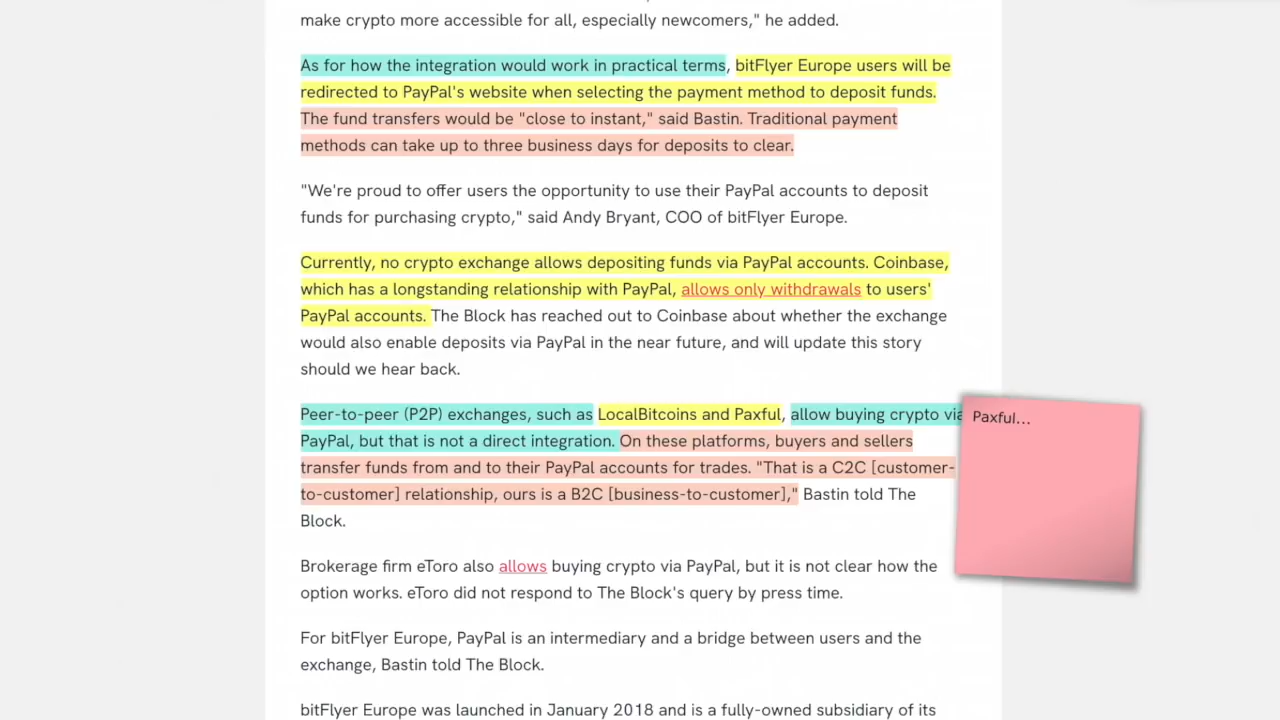 make crypto more accessible for all, especially newcomers," he added.
As for how the integration would work in practical terms, bitFlyer Europe users will be
redirected to PayPal's website when selecting the payment method to deposit funds.
The fund transfers would be "close to instant," said Bastin. Traditional payment
methods can take up to three business days for deposits to clear.
"We're proud to offer users the opportunity to use their PayPal accounts to deposit
funds for purchasing crypto," said Andy Bryant, COO of bitFlyer Europe.
Currently, no crypto exchange allows depositing funds via PayPal accounts. Coinbase,
which has a longstanding relationship with PayPal, allows only withdrawals to users'
PayPal accounts. The Block has reached out to Coinbase about whether the exchange
would also enable deposits via PayPal in the near future, and will update this story
should we hear back.
Peer-to-peer (P2P) exchanges, such as LocalBitcoins and Paxful, allow buying crypto via
Paxful...
PayPal, but that is not a direct integration. On these platforms, buyers and sellers
transfer funds from and to their PayPal accounts for trades. "That is a C2C [customer-
to-customer] relationship, ours is a B2C [business-to-customer]," Bastin told The
Block.
Brokerage firm eToro also allows buying crypto via PayPal, but it is not clear how the
option works. eToro did not respond to The Block's query by press time.
For bitFlyer Europe, PayPal is an intermediary and a bridge between users and the
exchange, Bastin told The Block.
bitFlyer Europe was launched in January 2018 and is a fully-owned subsidiary of its